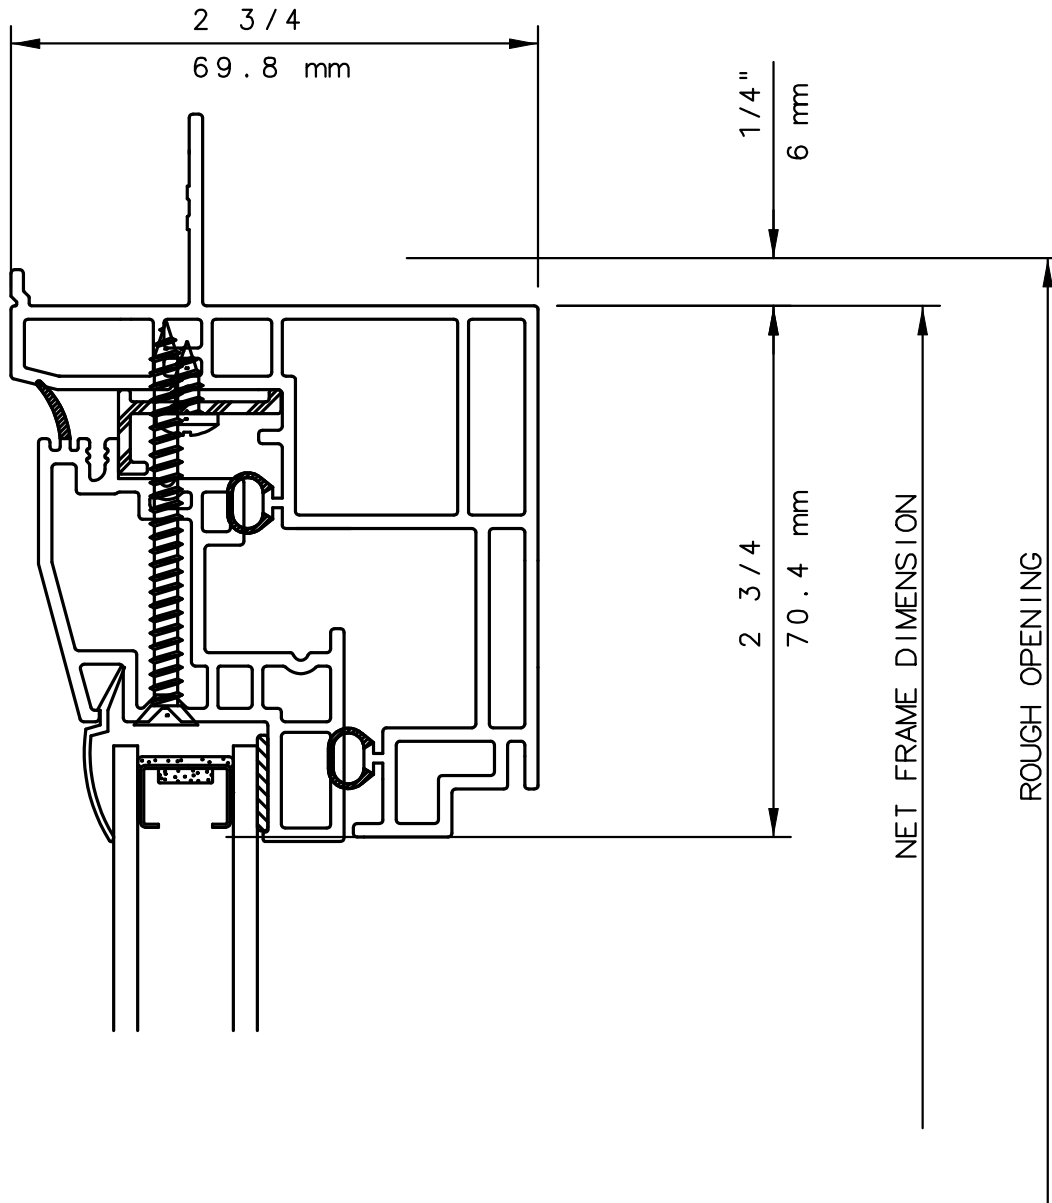 2 3/4
69.8 mm
1/4"
6 mm
2 3/4
70.4 mm
NET FRAME DIMENSION
ROUGH OPENING